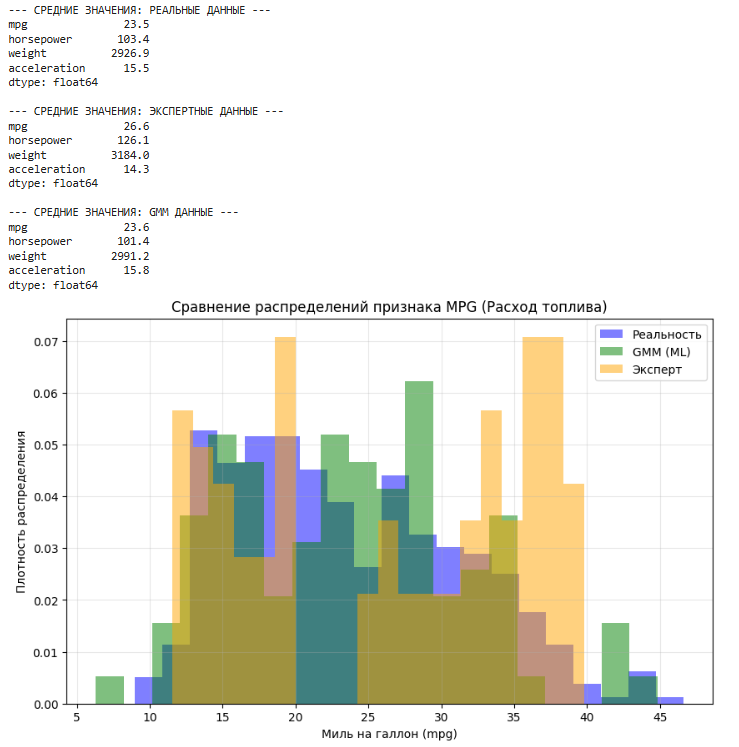 --- СРЕДНИЕ ЗНАЧЕНИЯ: РЕАЛЬНЫЕ ДАННЫЕ ---
mpg 23.5
horsepower 103.4
weight 2926.9
acceleration 15.5
dtype: float64
--- СРЕДНИЕ ЗНАЧЕНИЯ: ЭКСПЕРТНЫЕ ДАННЫЕ ---
mpg 26.6
horsepower 126.1
weight 3184.0
acceleration 14.3
dtype: float64
--- СРЕДНИЕ ЗНАЧЕНИЯ: GMM ДАННЫЕ ---
mpg 23.6
horsepower 101.4
weight 2991.2
acceleration 15.8
dtype: float64
Сравнение распределений признака MPG (Расход топлива)
Реальность
GMM (ML)
Эксперт
Плотность распределения
0.07
0.06
0.05
0.04
0.03
0.02
0.01
0.00
5 10 15 20 25 30 35 40 45
Миль на галлон (mpg)